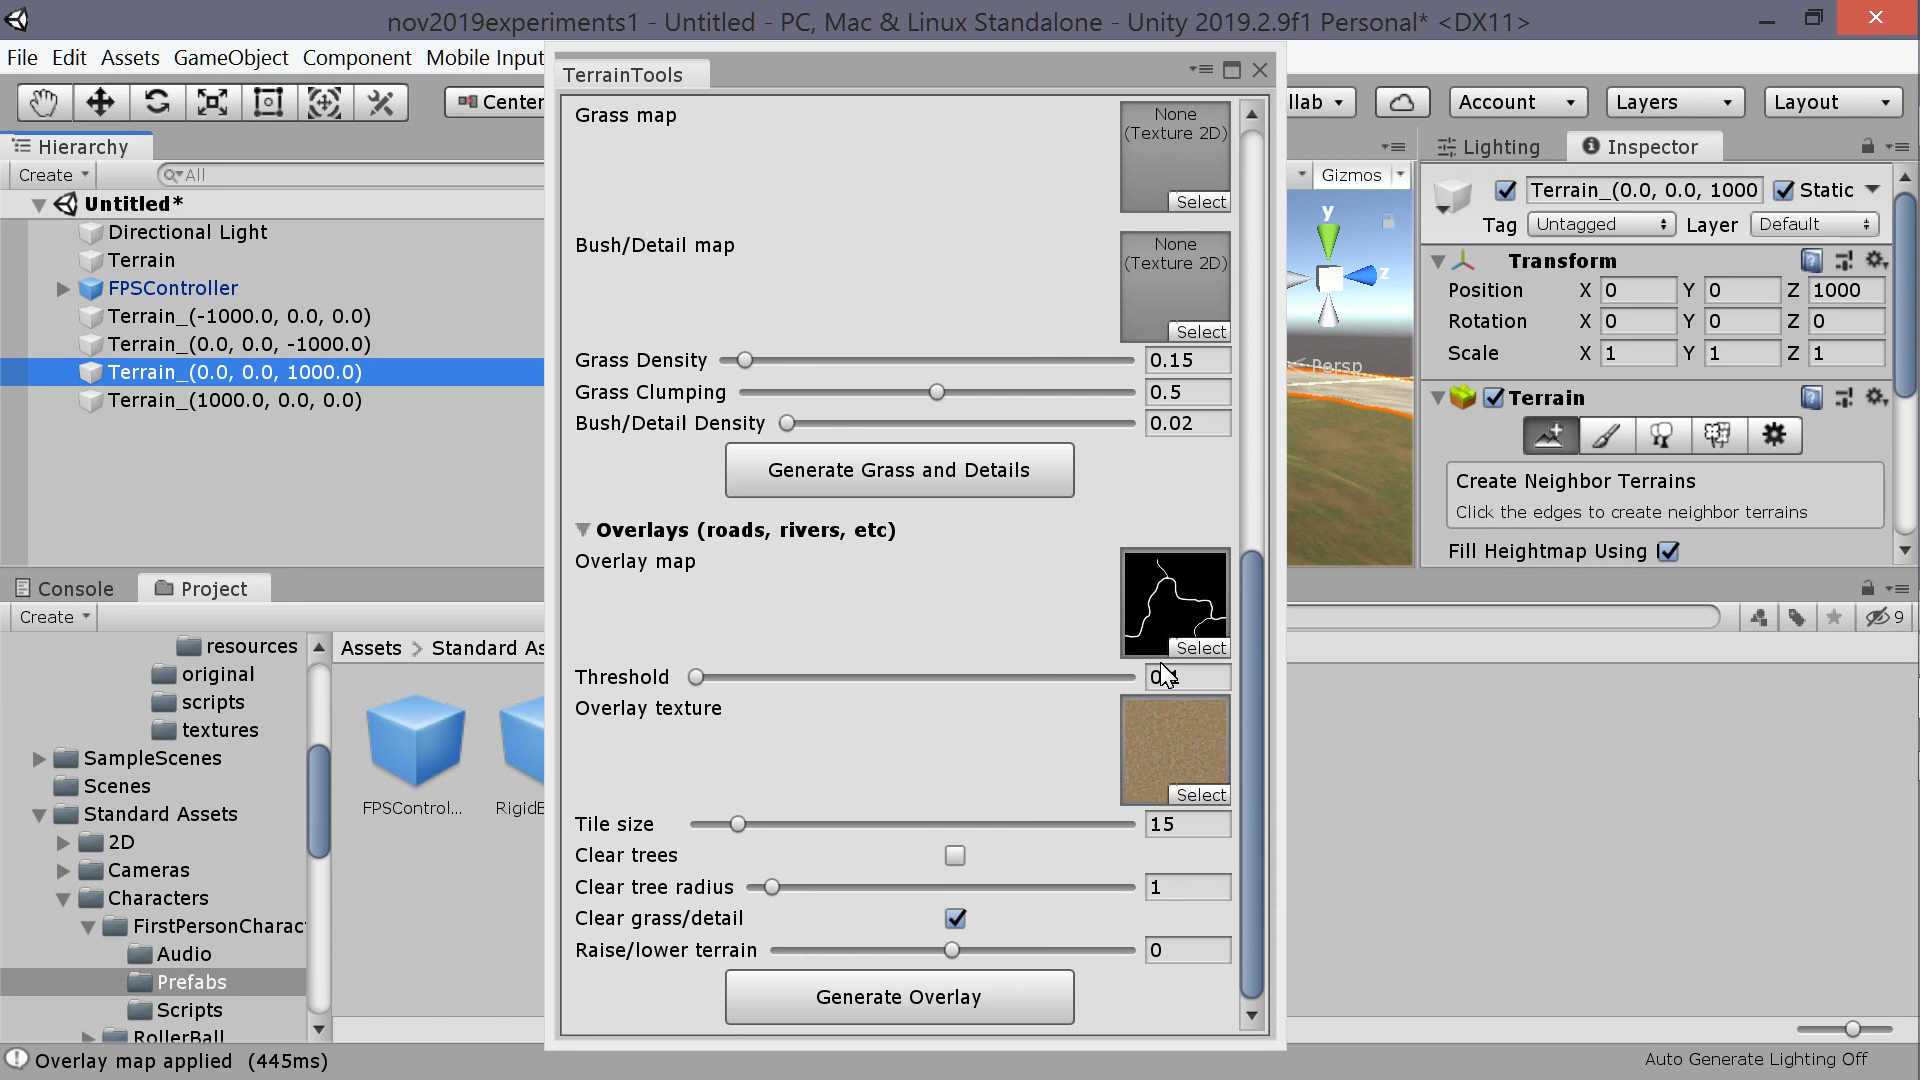 nov2019experiments1 - Untitled - PC, Mac & Linux Standalone - Unity 2019.2.9f1 Personal* <DX11>
File Edit Assets GameObject Component Mobile Input
Center
llab
Account
Layers
Layout
TerrainTools
Hierarchy
Create
All
Untitled*
Directional Light
Terrain
FPSController
Terrain_(-1000.0, 0.0, 0.0)
Terrain_(0.0, 0.0, -1000.0)
Terrain_(0.0, 0.0, 1000.0)
Terrain_(1000.0, 0.0, 0.0)
Grass map
None
(Texture 2D)
Select
Bush/Detail map
None
(Texture 2D)
Select
Grass Density 0.15
Grass Clumping 0.5
Bush/Detail Density 0.02
Generate Grass and Details
Overlays (roads, rivers, etc)
Overlay map
Select
Threshold
Overlay texture
Select
Tile size 15
Clear trees
Clear tree radius 1
Clear grass/detail
Raise/lower terrain 0
Generate Overlay
Gizmos
y
z
Persp
Lighting
Inspector
Terrain_(0.0, 0.0, 1000
Static
Tag Untagged Layer Default
Transform
Position X 0 Y 0 Z 1000
Rotation X 0 Y 0 Z 0
Scale X 1 Y 1 Z 1
Terrain
Create Neighbor Terrains
Click the edges to create neighbor terrains
Fill Heightmap Using
Console
Project
Create
9
resources
original
scripts
textures
SampleScenes
Scenes
Standard Assets
2D
Cameras
Characters
FirstPersonCharac
Audio
Prefabs
Scripts
RollerBall
Assets > Standard As
FPSControl...
RigidB
Overlay map applied (445ms)
Auto Generate Lighting Off